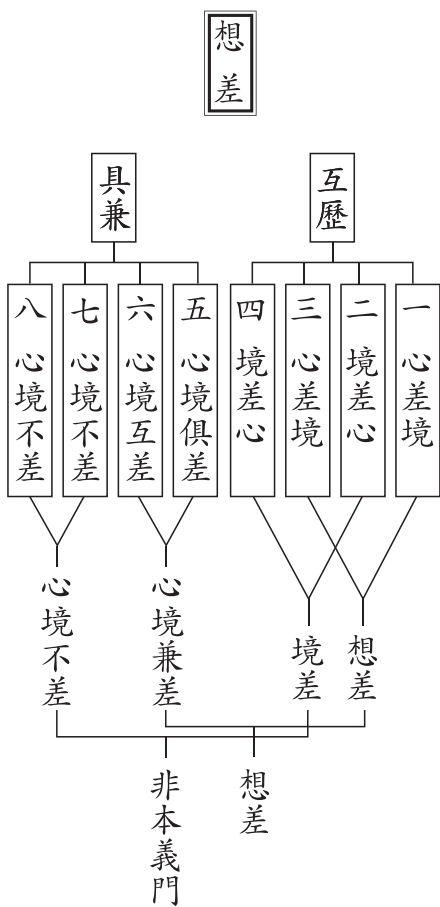 想差
互歷
具兼
一 心差境
二 境差心
三 心差境
四 境差心
五 心境俱差
六 心境互差
七 心境不差
八 心境不差
想差
境差
心境兼差
心境不差
想差
非本義門